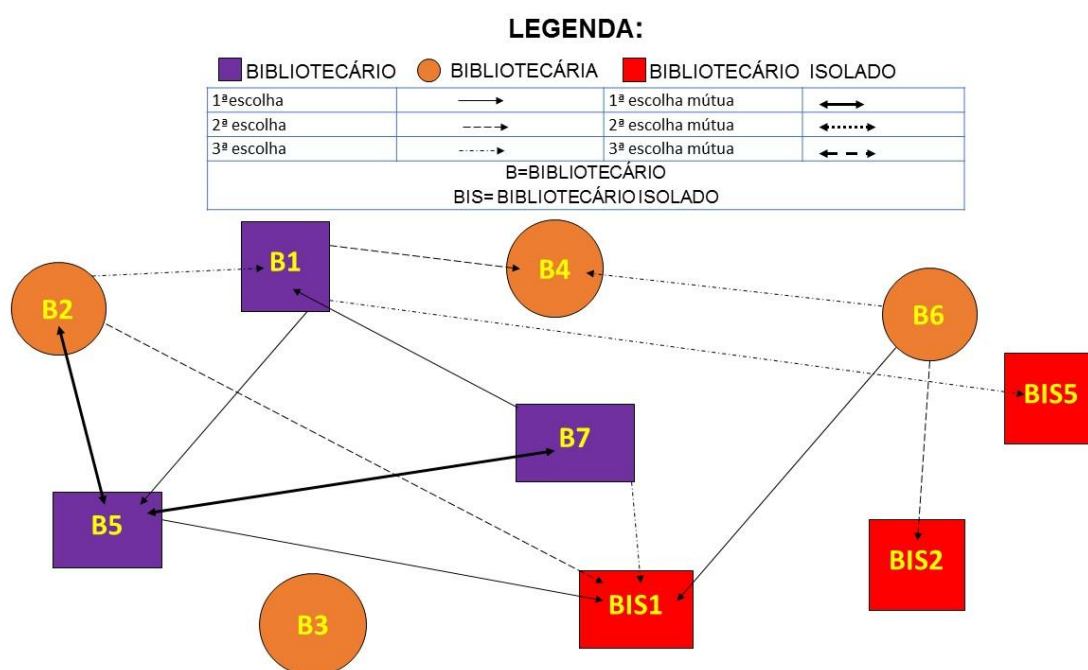 LEGENDA:
BIBLIOTECÁRIO BIBLIOTECÁRIA BIBLIOTECÁRIO ISOLADO
1ªescolha 1ª escolha mútua
2ª escolha 2ª escolha mútua
3ª escolha 3ª escolha mútua
B=BIBLIOTECÁRIO
BIS= BIBLIOTECÁRIO ISOLADO
B1
B4
B2
B6
BIS5
B7
B5
BIS2
BIS1
B3